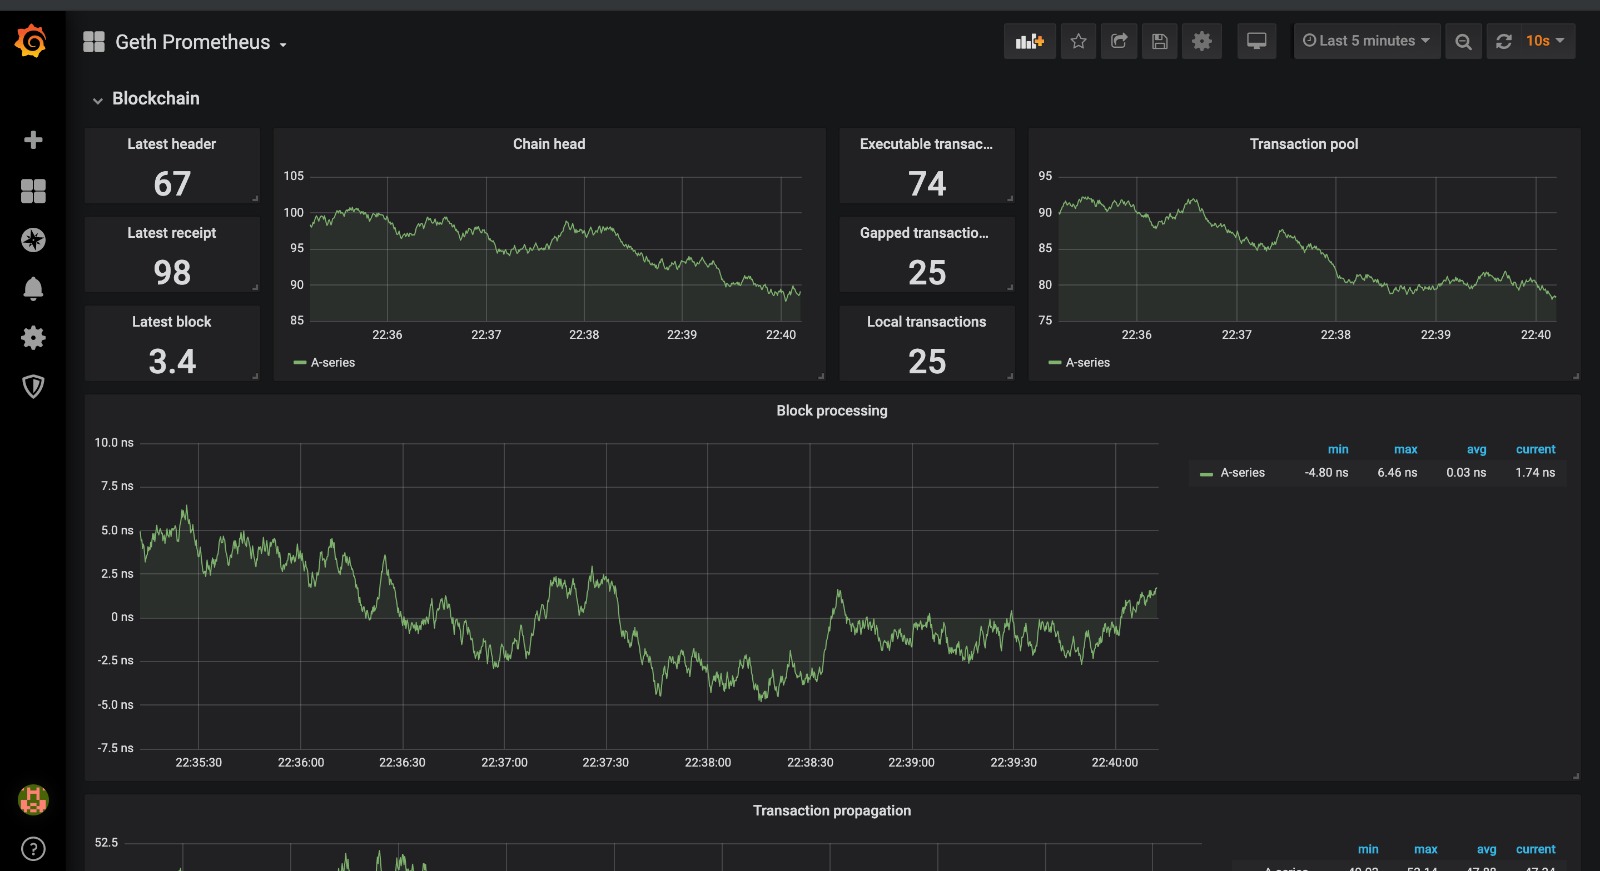 Geth Prometheus
Last 5 minutes
10s
Blockchain
Latest header
67
Latest receipt
98
Latest block
3.4
Chain head
105
100
95
90
85
22:36 22:37 22:38 22:39 22:40
A-series
Executable transac...
74
Gapped transactio...
25
Local transactions
25
Transaction pool
95
90
85
80
75
22:36 22:37 22:38 22:39 22:40
A-series
Block processing
10.0 ns
7.5 ns
5.0 ns
2.5 ns
0 ns
-2.5 ns
-5.0 ns
-7.5 ns
22:35:30 22:36:00 22:36:30 22:37:00 22:37:30 22:38:00 22:38:30 22:39:00 22:39:30 22:40:00
min max avg current
A-series -4.80 ns 6.46 ns 0.03 ns 1.74 ns
Transaction propagation
52.5
min max avg current
A-series